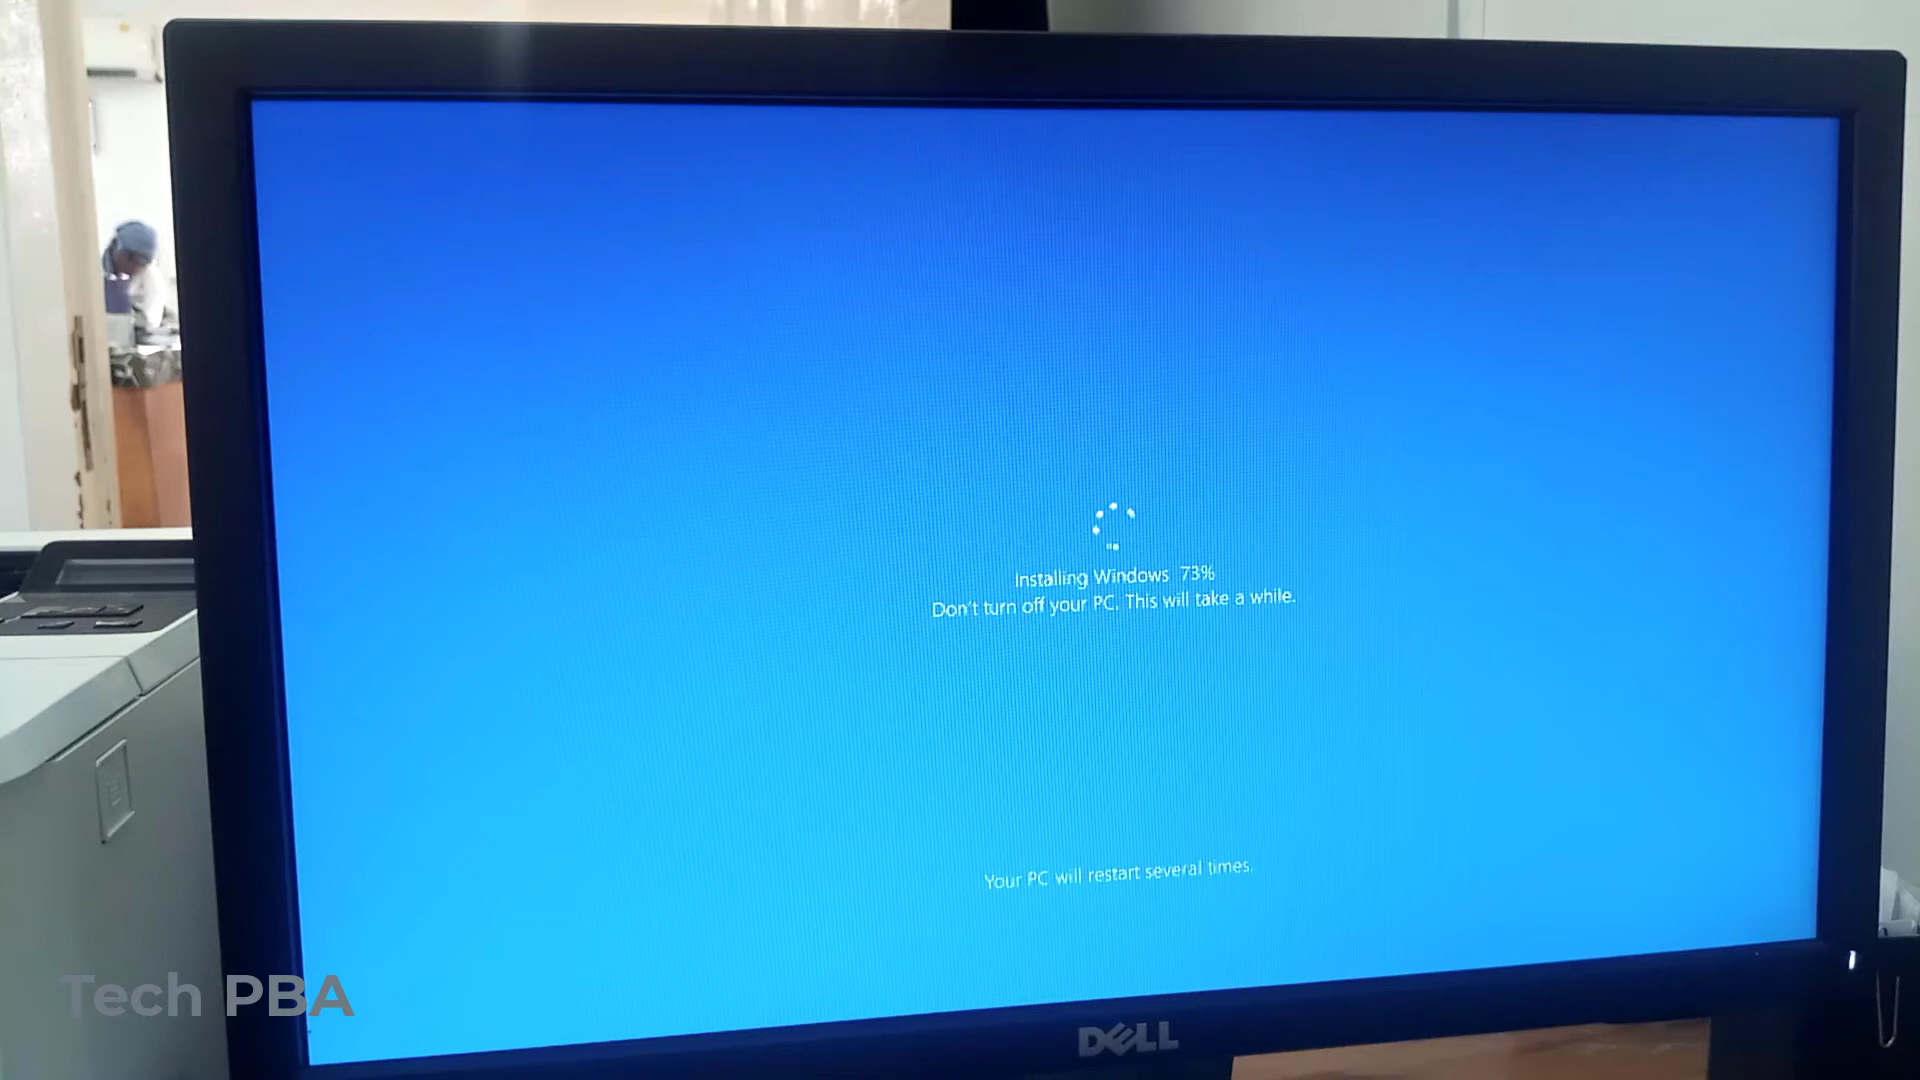 Installing Windows 73%
Don't turn off your PC. This will take a while.
Your PC will restart several times.
Tech PBA
DELL